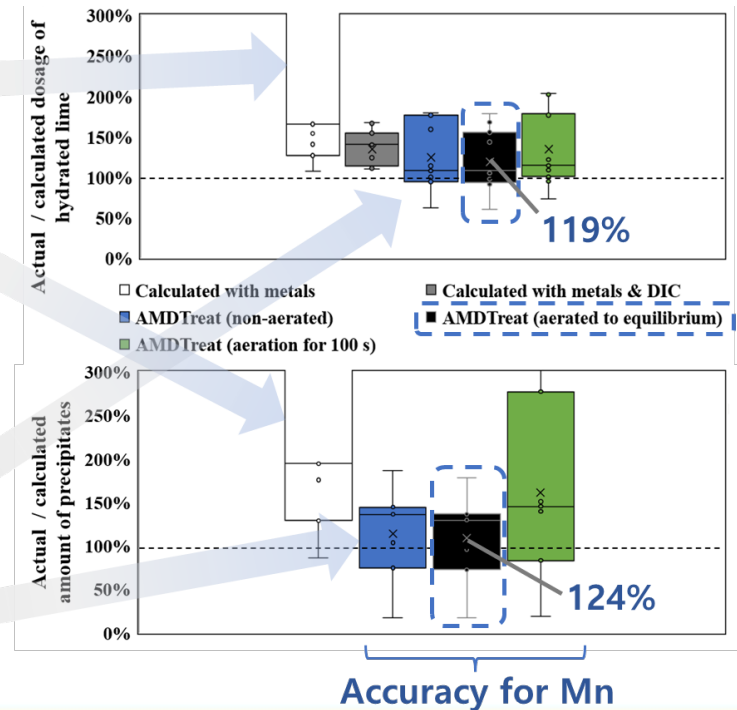 Actual / calculated dosage of
hydrated lime
300%
250%
200%
150%
100%
50%
0%
119%
Calculated with metals
Calculated with metals & DIC
AMDTreat (non-aerated)
AMDTreat (aerated to equilibrium)
AMDTreat (aeration for 100 s)
Actual / calculated
amount of precipitates
300%
250%
200%
150%
100%
50%
0%
124%
Accuracy for Mn